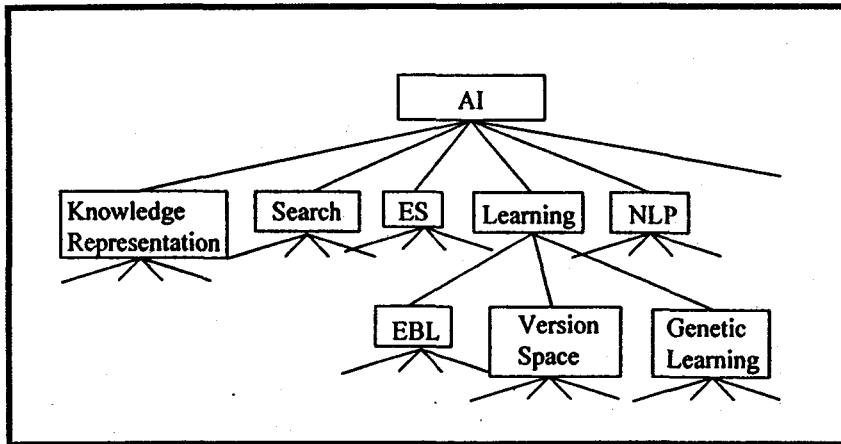 AI
Knowledge
Representation
Search
ES
Learning
NLP
EBL
Version
Space
Genetic
Learning